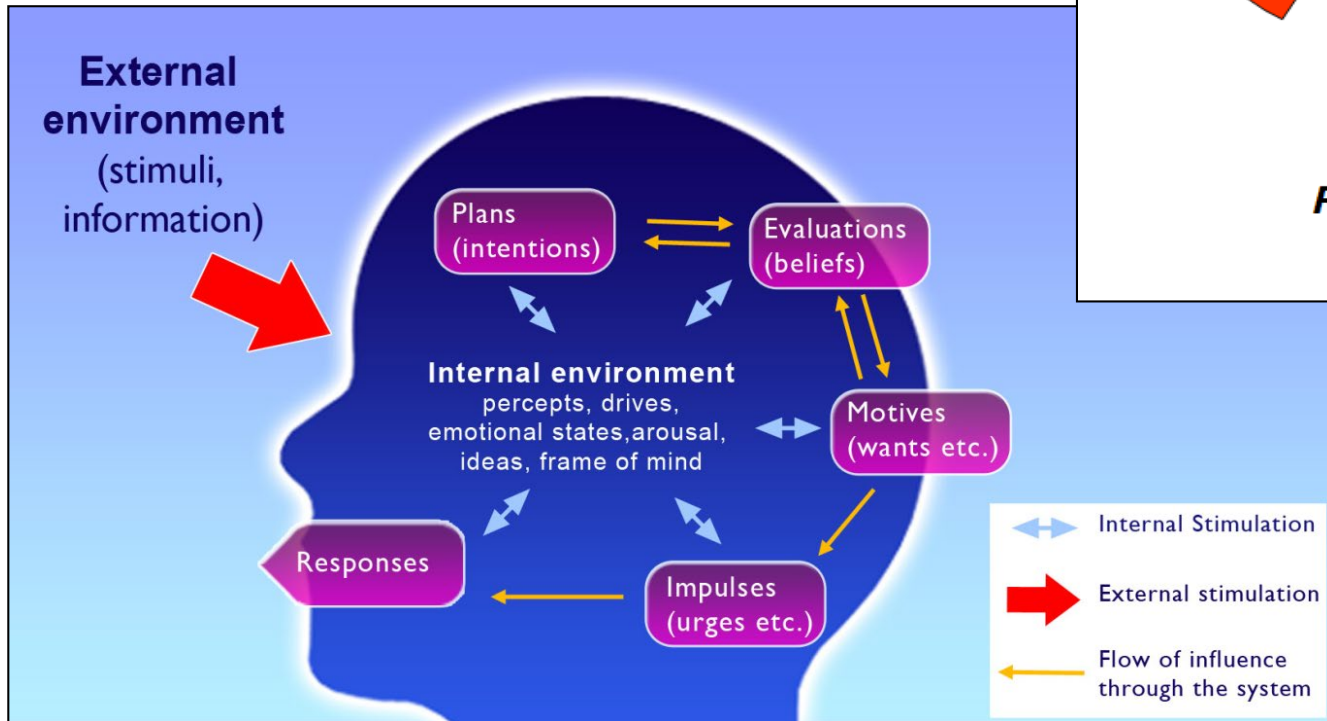 External
environment
(stimuli,
information)
Plans
(intentions)
Evaluations
(beliefs)
Internal environment
percepts, drives,
emotional states,arousal,
ideas, frame of mind
Motives
(wants etc.)
Responses
Impulses
(urges etc.)
Internal Stimulation
External stimulation
Flow of influence
through the system